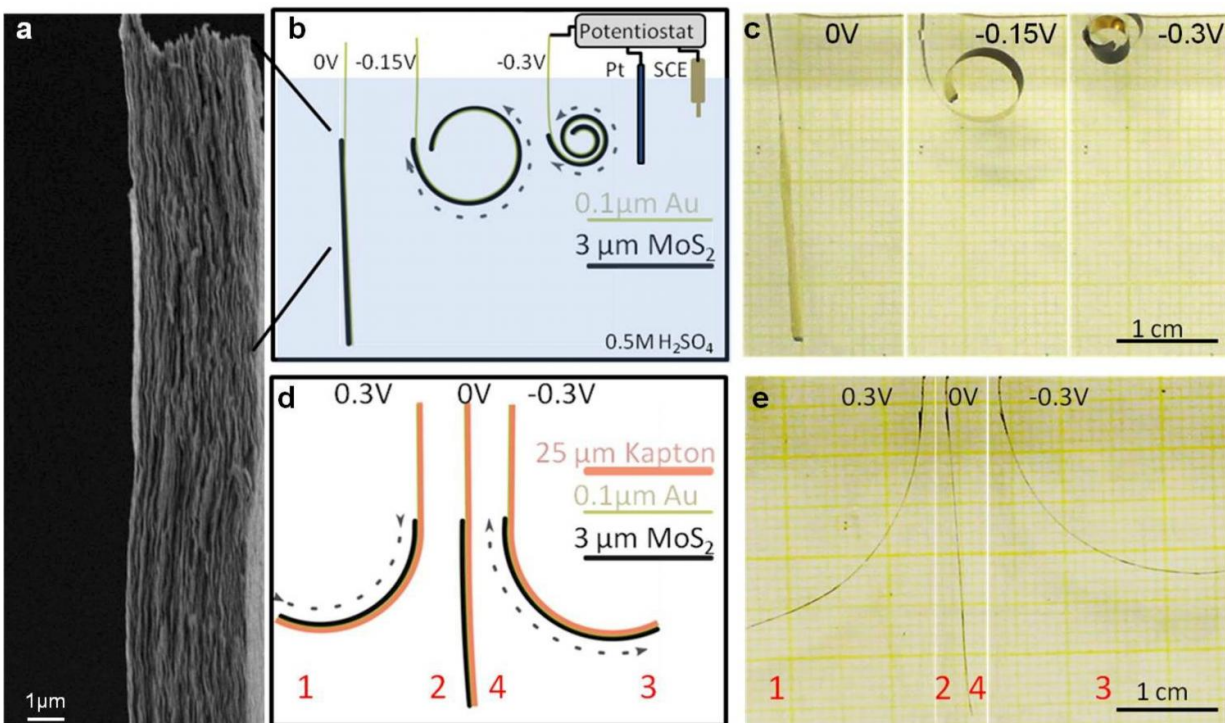 a
1µm
b
Potentiostat
0V
-0.15V
-0.3V
Pt
SCE
0.1µm Au
3 µm MoS₂
0.5M H₂SO₄
c
0V
-0.15V
-0.3V
1 cm
d
0.3V
0V
-0.3V
25 µm Kapton
0.1µm Au
3 µm MoS₂
1
2
4
3
e
0.3V
0V
-0.3V
1
2
4
3
1 cm